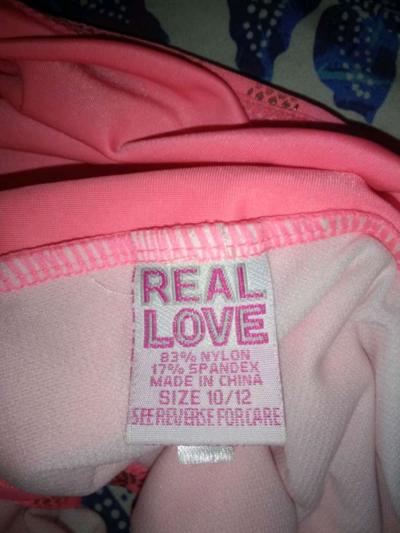 REAL
LOVE
83% NYLON
17% SPANDEX
MADE IN CHINA
SIZE 10/12
SEE REVERSE FOR CARE